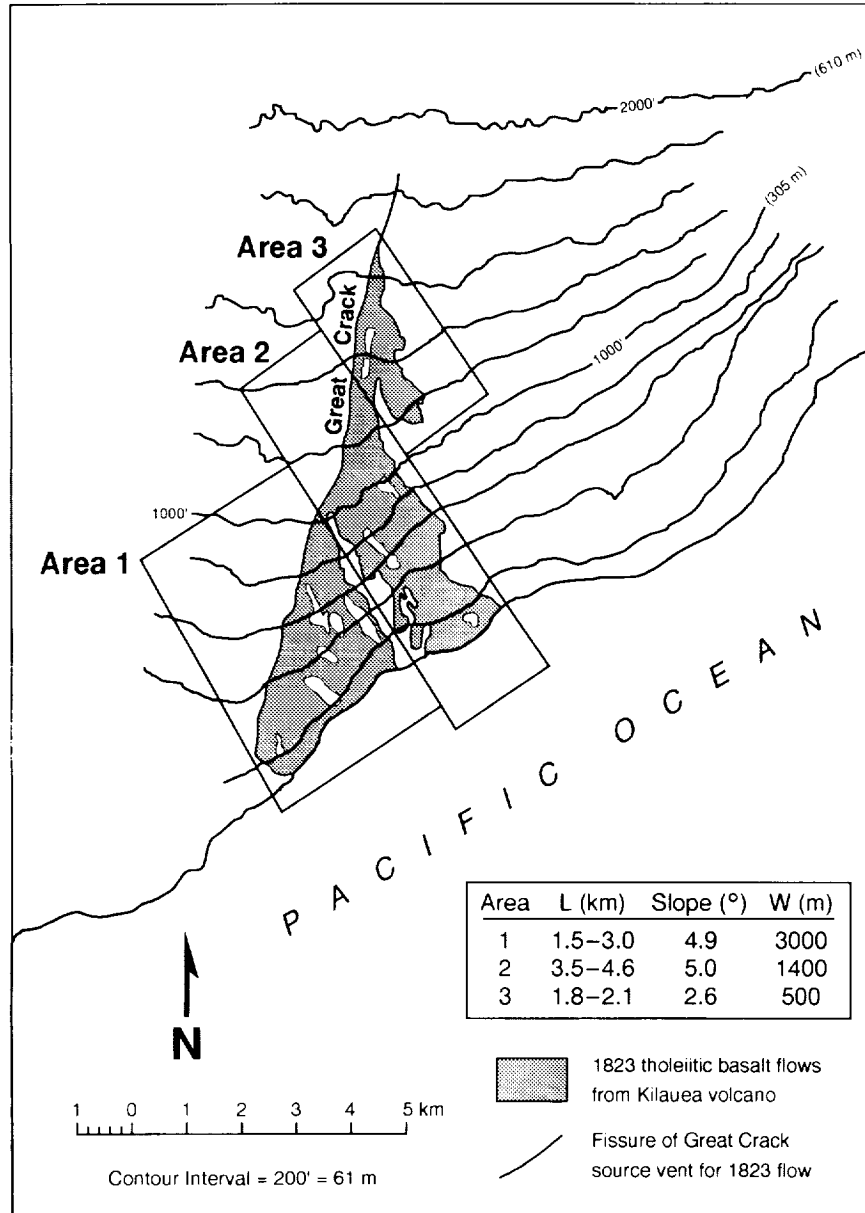 (610 m)
2000'
(305 m)
Area 3
Great Crack
1000'
Area 2
1000'
Area 1
PACIFIC OCEAN
Area L (km) Slope (°) W (m)
1 1.5–3.0 4.9 3000
2 3.5–4.6 5.0 1400
3 1.8–2.1 2.6 500
N
1823 tholeiitic basalt flows
from Kilauea volcano
1 0 1 2 3 4 5 km
Fissure of Great Crack
source vent for 1823 flow
Contour Interval = 200' = 61 m